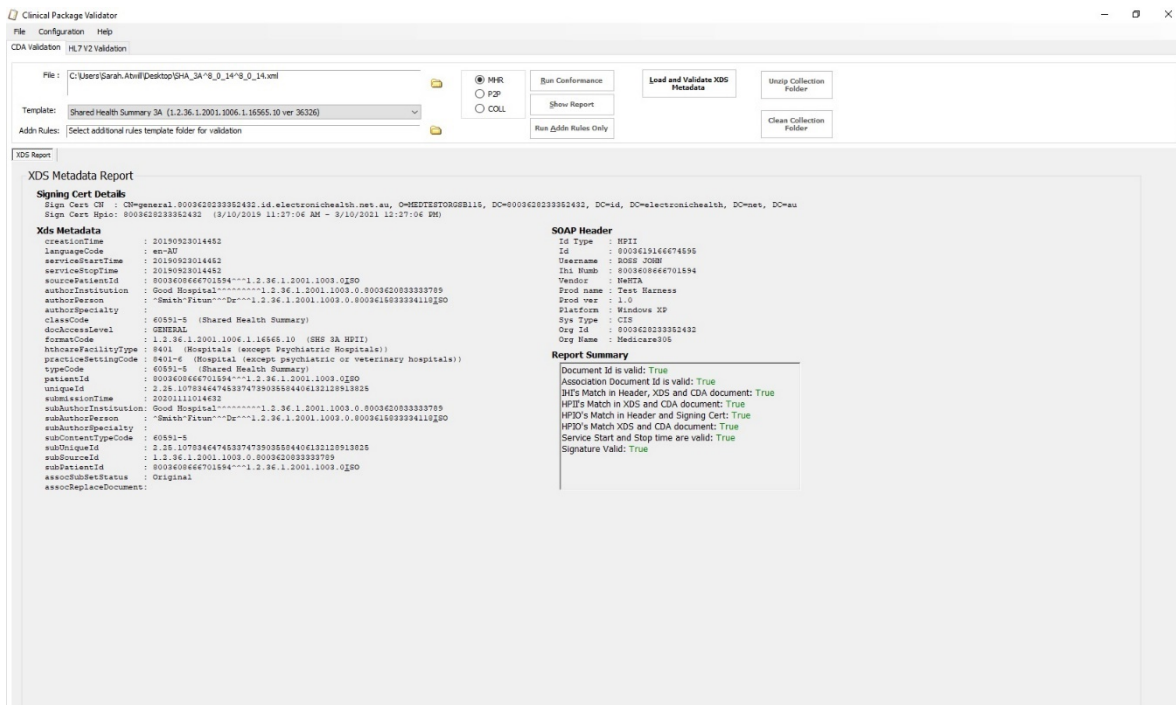 Clinical Package Validator
File Configuration Help
CDA Validation HL7 V2 Validation
File : C:\Users\Sarah.Atwill\Desktop\SHA_3A^8_0_14^8_0_14.xml
Template: Shared Health Summary 3A (1.2.36.1.2001.1006.1.16565.10 ver 36326)
Addn Rules: Select additional rules template folder for validation
MHR
P2P
COLL
Run Conformance
Show Report
Run Addn Rules Only
Load and Validate XDS
Metadata
Unzip Collection
Folder
Clean Collection
Folder
XDS Report
XDS Metadata Report
Signing Cert Details
Sign Cert CN : CN=general.8003628233352432.id.electronichealth.net.au, O=MEDTESTORGSB115, DC=8003628233352432, DC=id, DC=electronichealth, DC=net, DC=au
Sign Cert Hpio: 8003628233352432 (3/10/2019 11:27:06 AM - 3/10/2021 12:27:06 PM)
Xds Metadata
creationTime : 20190923014452
languageCode : en-AU
serviceStartTime : 20190923014452
serviceStopTime : 20190923014452
sourcePatientId : 8003608666701594^^^1.2.36.1.2001.1003.0ISO
authorInstitution : Good Hospital^^^^^^^^^1.2.36.1.2001.1003.0.8003620833333789
authorPerson : ^Smith^Fitun^^^Dr^^^1.2.36.1.2001.1003.0.8003615833334118ISO
authorSpecialty :
classCode : 60591-5 (Shared Health Summary)
docAccessLevel : GENERAL
formatCode : 1.2.36.1.2001.1006.1.16565.10 (SHS 3A HPII)
hthcareFacilityType : 8401 (Hospitals (except Psychiatric Hospitals))
practiceSettingCode : 8401-6 (Hospital (except psychiatric or veterinary hospitals))
typeCode : 60591-5 (Shared Health Summary)
patientId : 8003608666701594^^^1.2.36.1.2001.1003.0ISO
uniqueId : 2.25.107834647453374739035584406132128913825
submissionTime : 20201111014632
subAuthorInstitution: Good Hospital^^^^^^^^^1.2.36.1.2001.1003.0.8003620833333789
subAuthorPerson : ^Smith^Fitun^^^Dr^^^1.2.36.1.2001.1003.0.8003615833334118ISO
subAuthorSpecialty :
subContentTypeCode : 60591-5
subUniqueId : 2.25.107834647453374739035584406132128913825
subSourceId : 1.2.36.1.2001.1003.0.8003620833333789
subPatientId : 8003608666701594^^^1.2.36.1.2001.1003.0ISO
assocSubSetStatus : Original
assocReplaceDocument:
SOAP Header
Id Type : HPII
Id : 8003619166674595
Username : ROSS JOHN
Ihi Numb : 8003608666701594
Vendor : NeHTA
Prod name : Test Harness
Prod ver : 1.0
Platform : Windows XP
Sys Type : CIS
Org Id : 8003628233352432
Org Name : Medicare305
Report Summary
Document Id is valid: True
Association Document Id is valid: True
IHI's Match in Header, XDS and CDA document: True
HPII's Match in XDS and CDA document: True
HPIO's Match in Header and Signing Cert: True
HPIO's Match XDS and CDA document: True
Service Start and Stop time are valid: True
Signature Valid: True